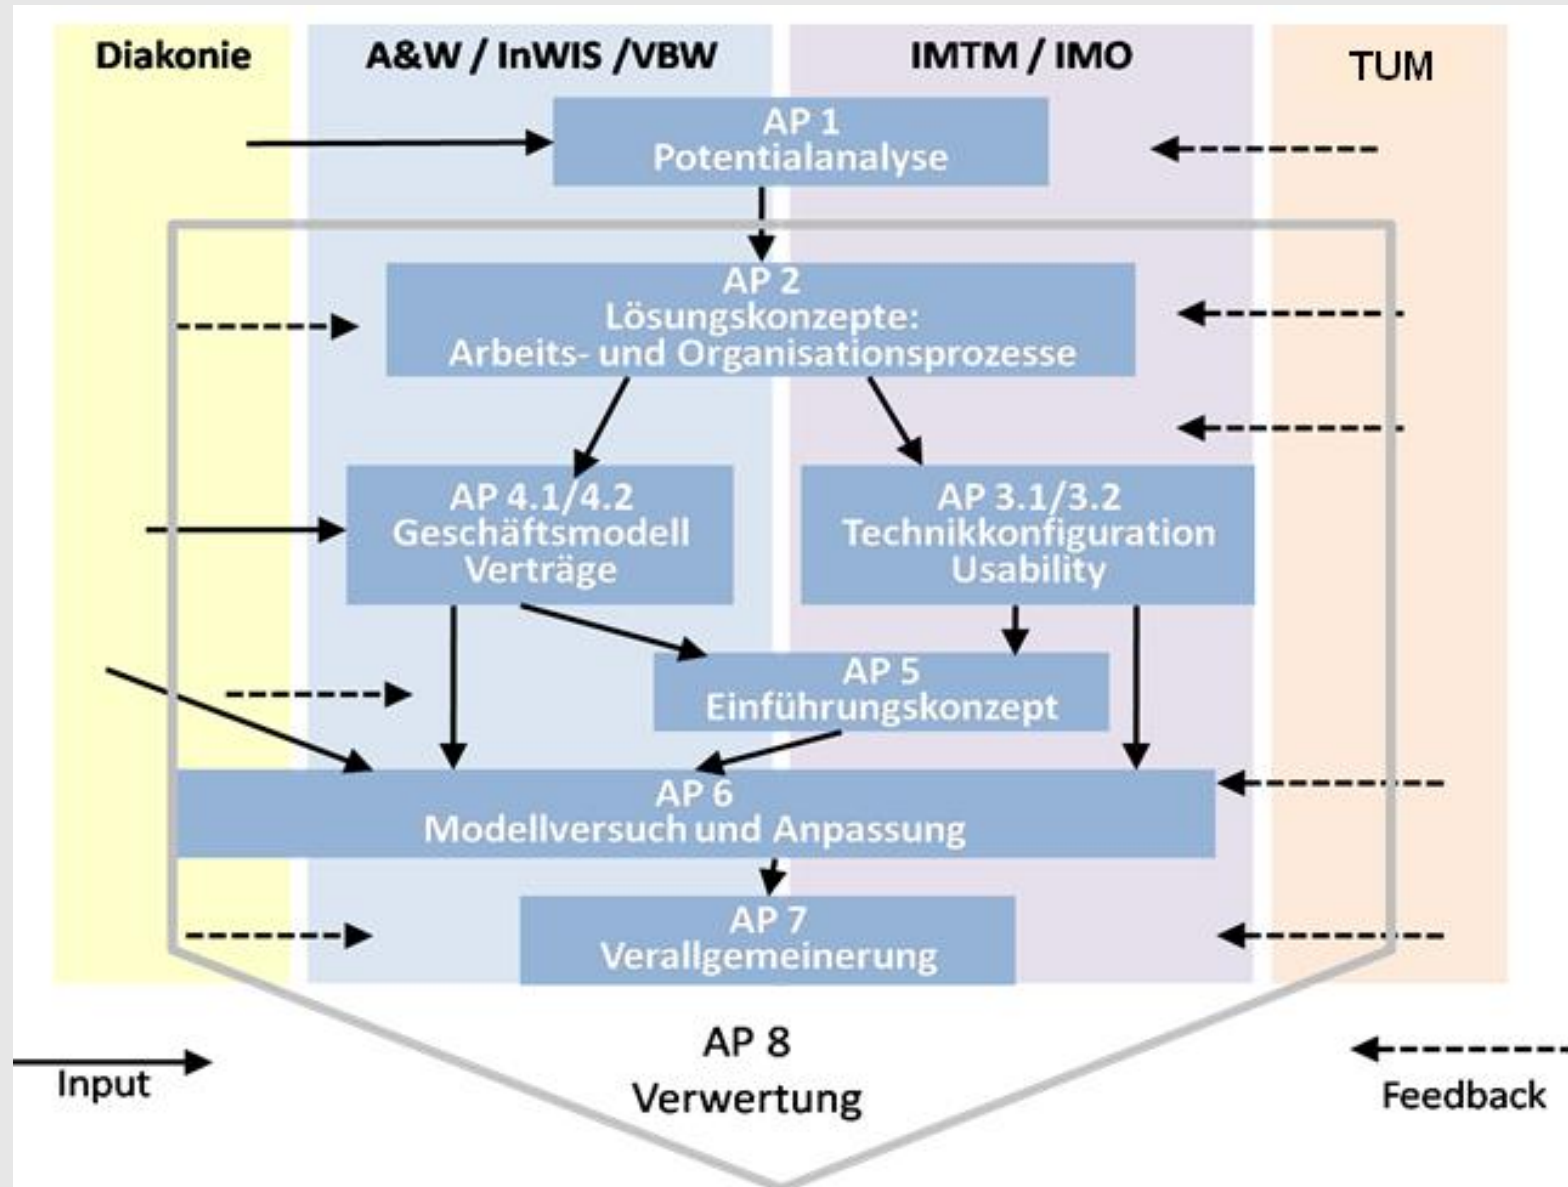 Diakonie
A&W / InWIS /VBW
IMTM / IMO
TUM
AP 1
Potentialanalyse
AP 2
Lösungskonzepte:
Arbeits- und Organisationsprozesse
AP 4.1/4.2
Geschäftsmodell
Verträge
AP 3.1/3.2
Technikkonfiguration
Usability
AP 5
Einführungskonzept
AP 6
Modellversuch und Anpassung
AP 7
Verallgemeinerung
AP 8
Verwertung
Input
Feedback